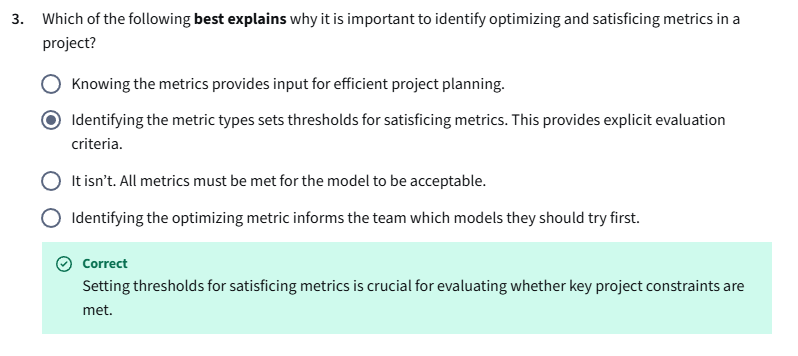 3. Which of the following best explains why it is important to identify optimizing and satisficing metrics in a
project?
Knowing the metrics provides input for efficient project planning.
Identifying the metric types sets thresholds for satisficing metrics. This provides explicit evaluation
criteria.
It isn't. All metrics must be met for the model to be acceptable.
Identifying the optimizing metric informs the team which models they should try first.
Correct
Setting thresholds for satisficing metrics is crucial for evaluating whether key project constraints are
met.